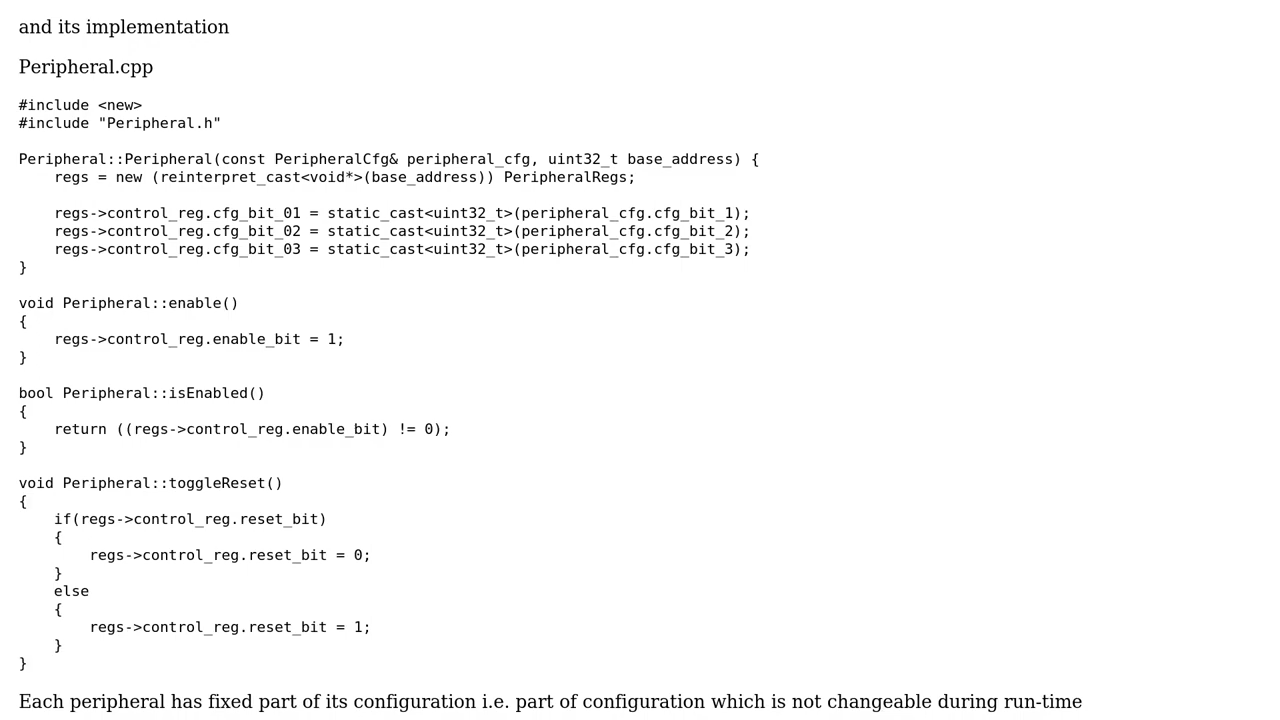 and its implementation
Peripheral.cpp
#include <new>
#include "Peripheral.h"
Peripheral::Peripheral(const PeripheralCfg& peripheral_cfg, uint32_t base_address) {
    regs = new (reinterpret_cast<void*>(base_address)) PeripheralRegs;
    regs->control_reg.cfg_bit_01 = static_cast<uint32_t>(peripheral_cfg.cfg_bit_1);
    regs->control_reg.cfg_bit_02 = static_cast<uint32_t>(peripheral_cfg.cfg_bit_2);
    regs->control_reg.cfg_bit_03 = static_cast<uint32_t>(peripheral_cfg.cfg_bit_3);
}
void Peripheral::enable()
{
    regs->control_reg.enable_bit = 1;
}
bool Peripheral::isEnabled()
{
    return ((regs->control_reg.enable_bit) != 0);
}
void Peripheral::toggleReset()
{
    if(regs->control_reg.reset_bit)
    {
        regs->control_reg.reset_bit = 0;
    }
    else
    {
        regs->control_reg.reset_bit = 1;
    }
}
Each peripheral has fixed part of its configuration i.e. part of configuration which is not changeable during run-time